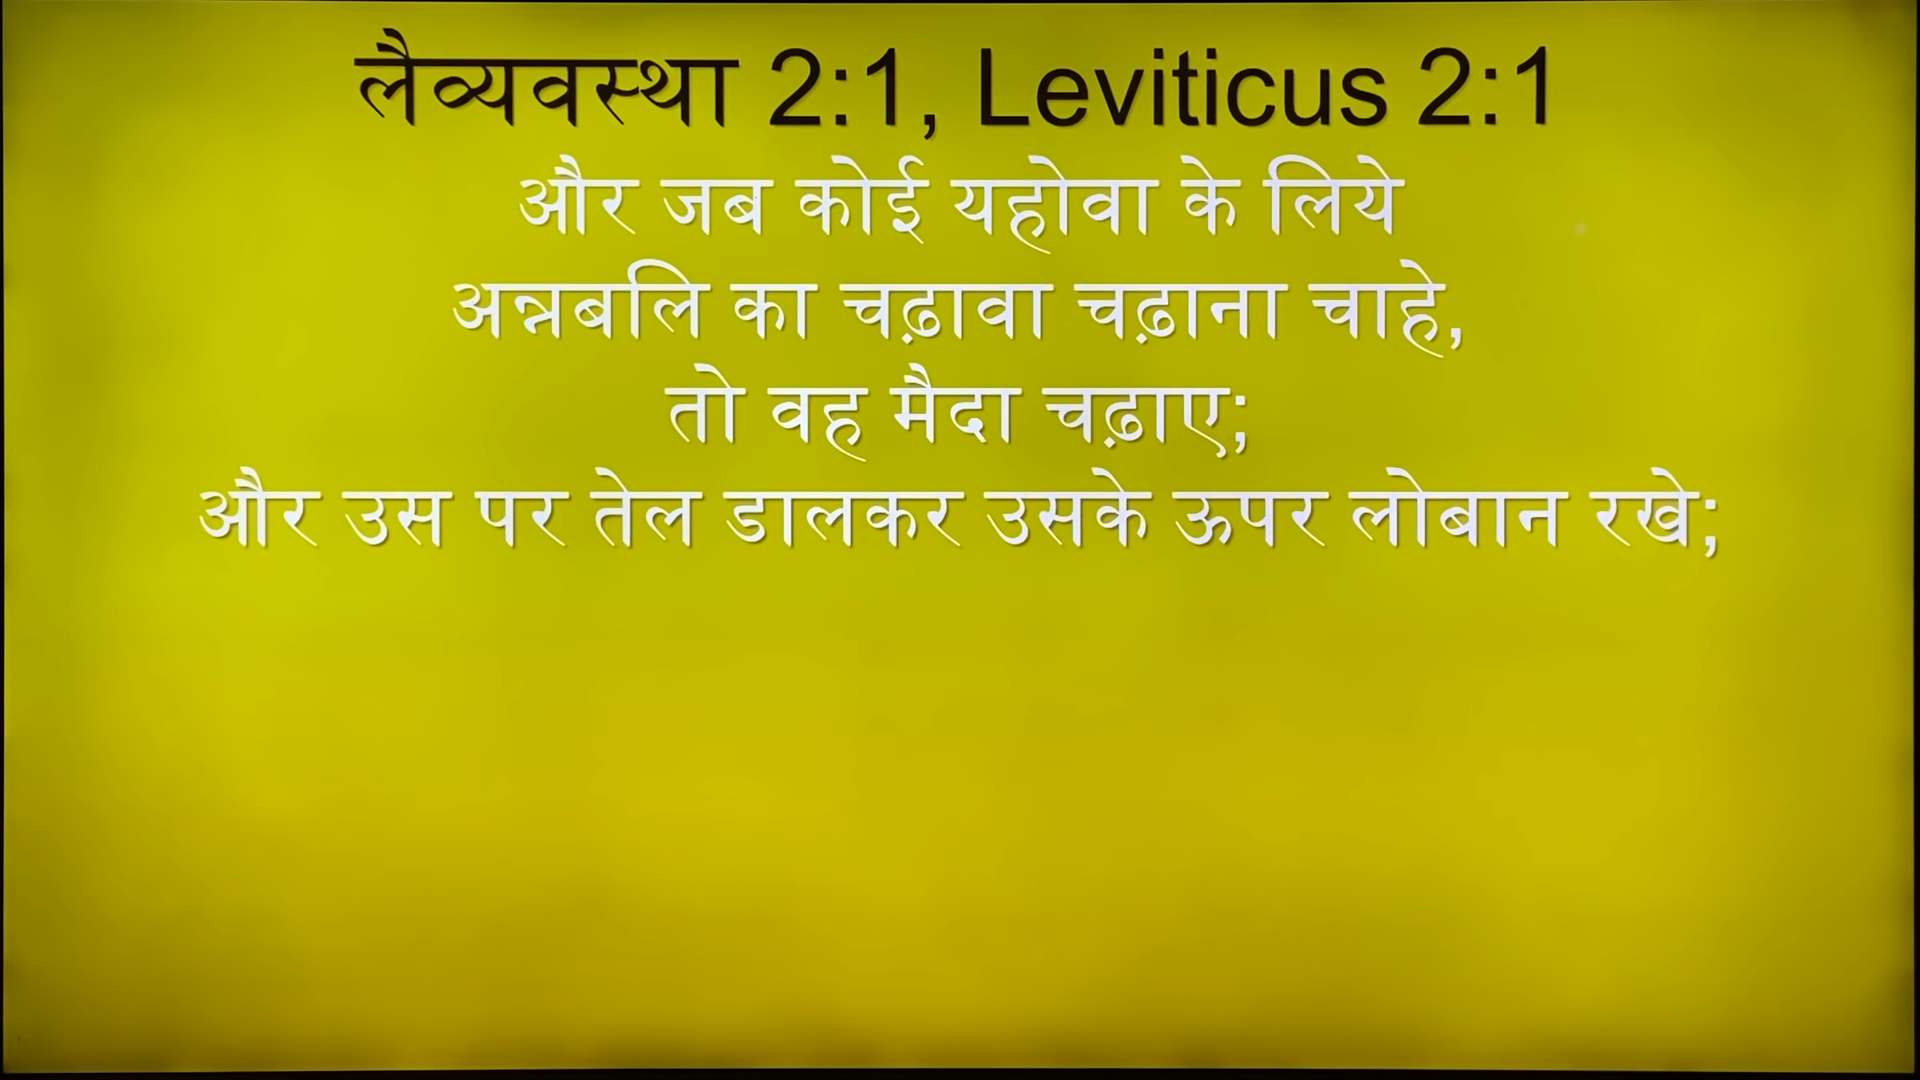 लैव्यवस्था 2:1, Leviticus 2:1
और जब कोई यहोवा के लिये
अन्नबलि का चढ़ावा चढ़ाना चाहे,
तो वह मैदा चढ़ाए;
और उस पर तेल डालकर उसके ऊपर लोबान रखे;